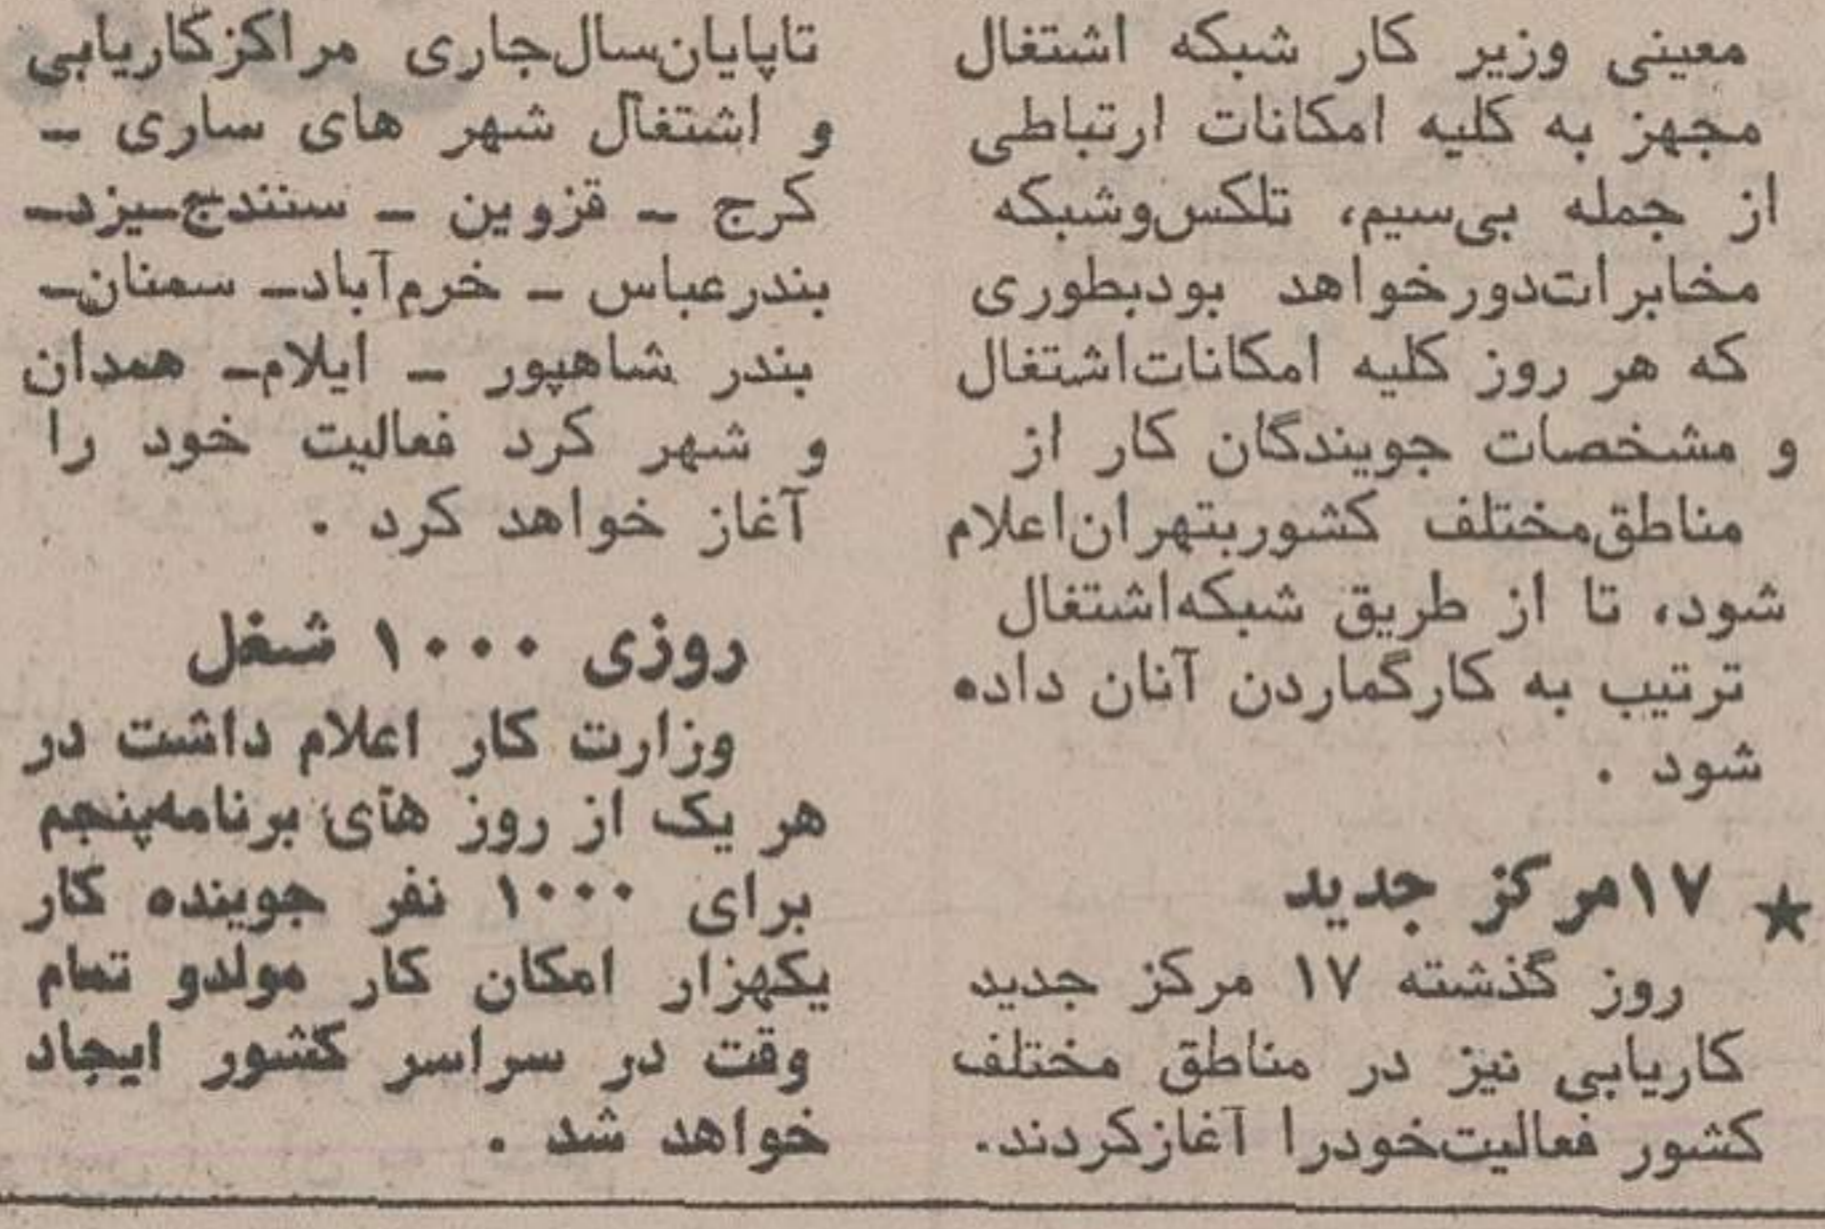 معینی وزیر کار شبکه اشتغال
مجهز به کلیه امکانات ارتباطی
از جمله بی‌سیم، تلکس‌وشبکه
مخابرات‌دورخواهد بودبطوری
که هر روز کلیه امکانات‌اشتغال
و مشخصات جویندگان کار از
مناطق‌مختلف کشوربتهران‌اعلام
شود، تا از طریق شبکه‌اشتغال
ترتیب به کارگماردن آنان داده
شود .
★ ۱۷مرکز جدید
روز گذشته ۱۷ مرکز جدید
کاریابی نیز در مناطق مختلف
کشور فعالیت‌خودرا آغازکردند.
تاپایان‌سال‌جاری مراکزکاریابی
و اشتغال شهر های ساری ـ
کرج ـ قزوین ـ سنندج‌ـیزدـ
بندرعباس ـ خرم‌آبادـ سمنان‌ـ
بندر شاهپور ـ ایلام‌ـ همدان
و شهر کرد فعالیت خود را
آغاز خواهد کرد .
روزی ۱۰۰۰ شغل
وزارت کار اعلام داشت در
هر یک از روز های برنامه‌پنجم
برای ۱۰۰۰ نفر جوینده کار
یکهزار امکان کار مولدو تمام
وقت در سراسر کشور ایجاد
خواهد شد .